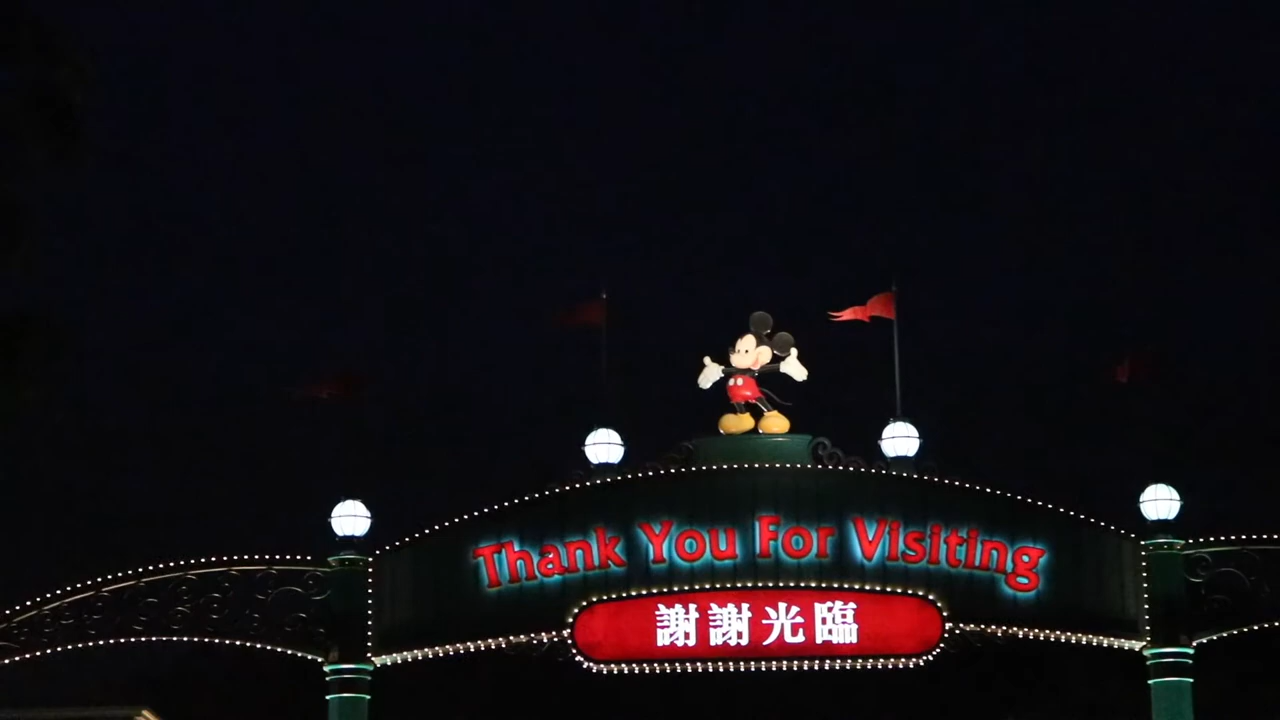 Thank You For Visiting
謝謝光臨